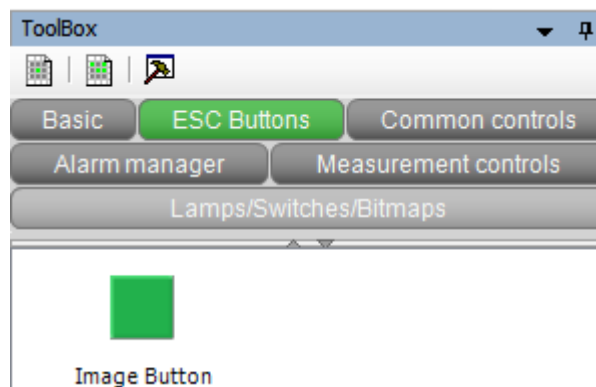 ToolBox
Basic ESC Buttons Common controls
Alarm manager Measurement controls
Lamps/Switches/Bitmaps
Image Button